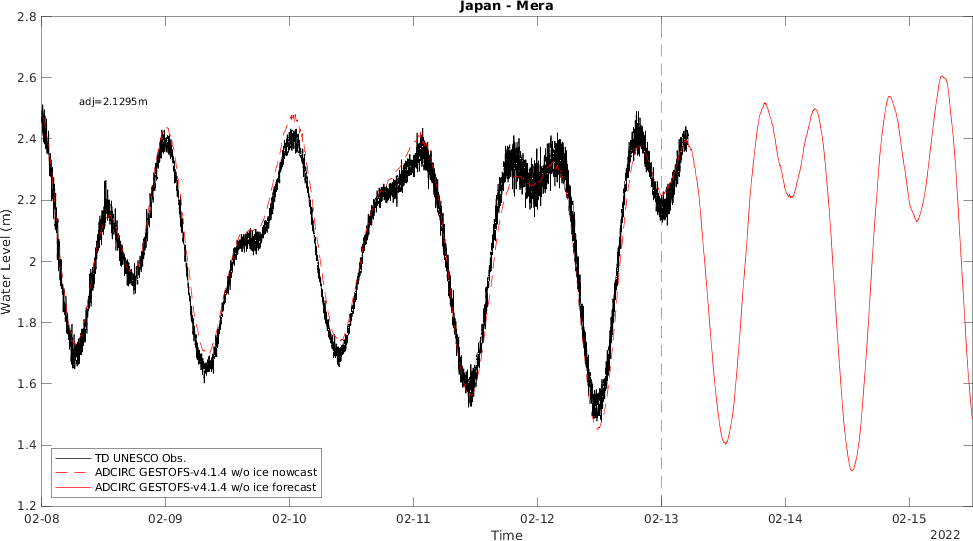 Japan - Mera
2.8
2.6
adj=2.1295m
2.4
2.2
2
1.8
1.6
1.4
1.2
Water Level (m)
TD UNESCO Obs.
ADCIRC GESTOFS-v4.1.4 w/o ice nowcast
ADCIRC GESTOFS-v4.1.4 w/o ice forecast
02-08 02-09 02-10 02-11 02-12 02-13 02-14 02-15
Time
2022